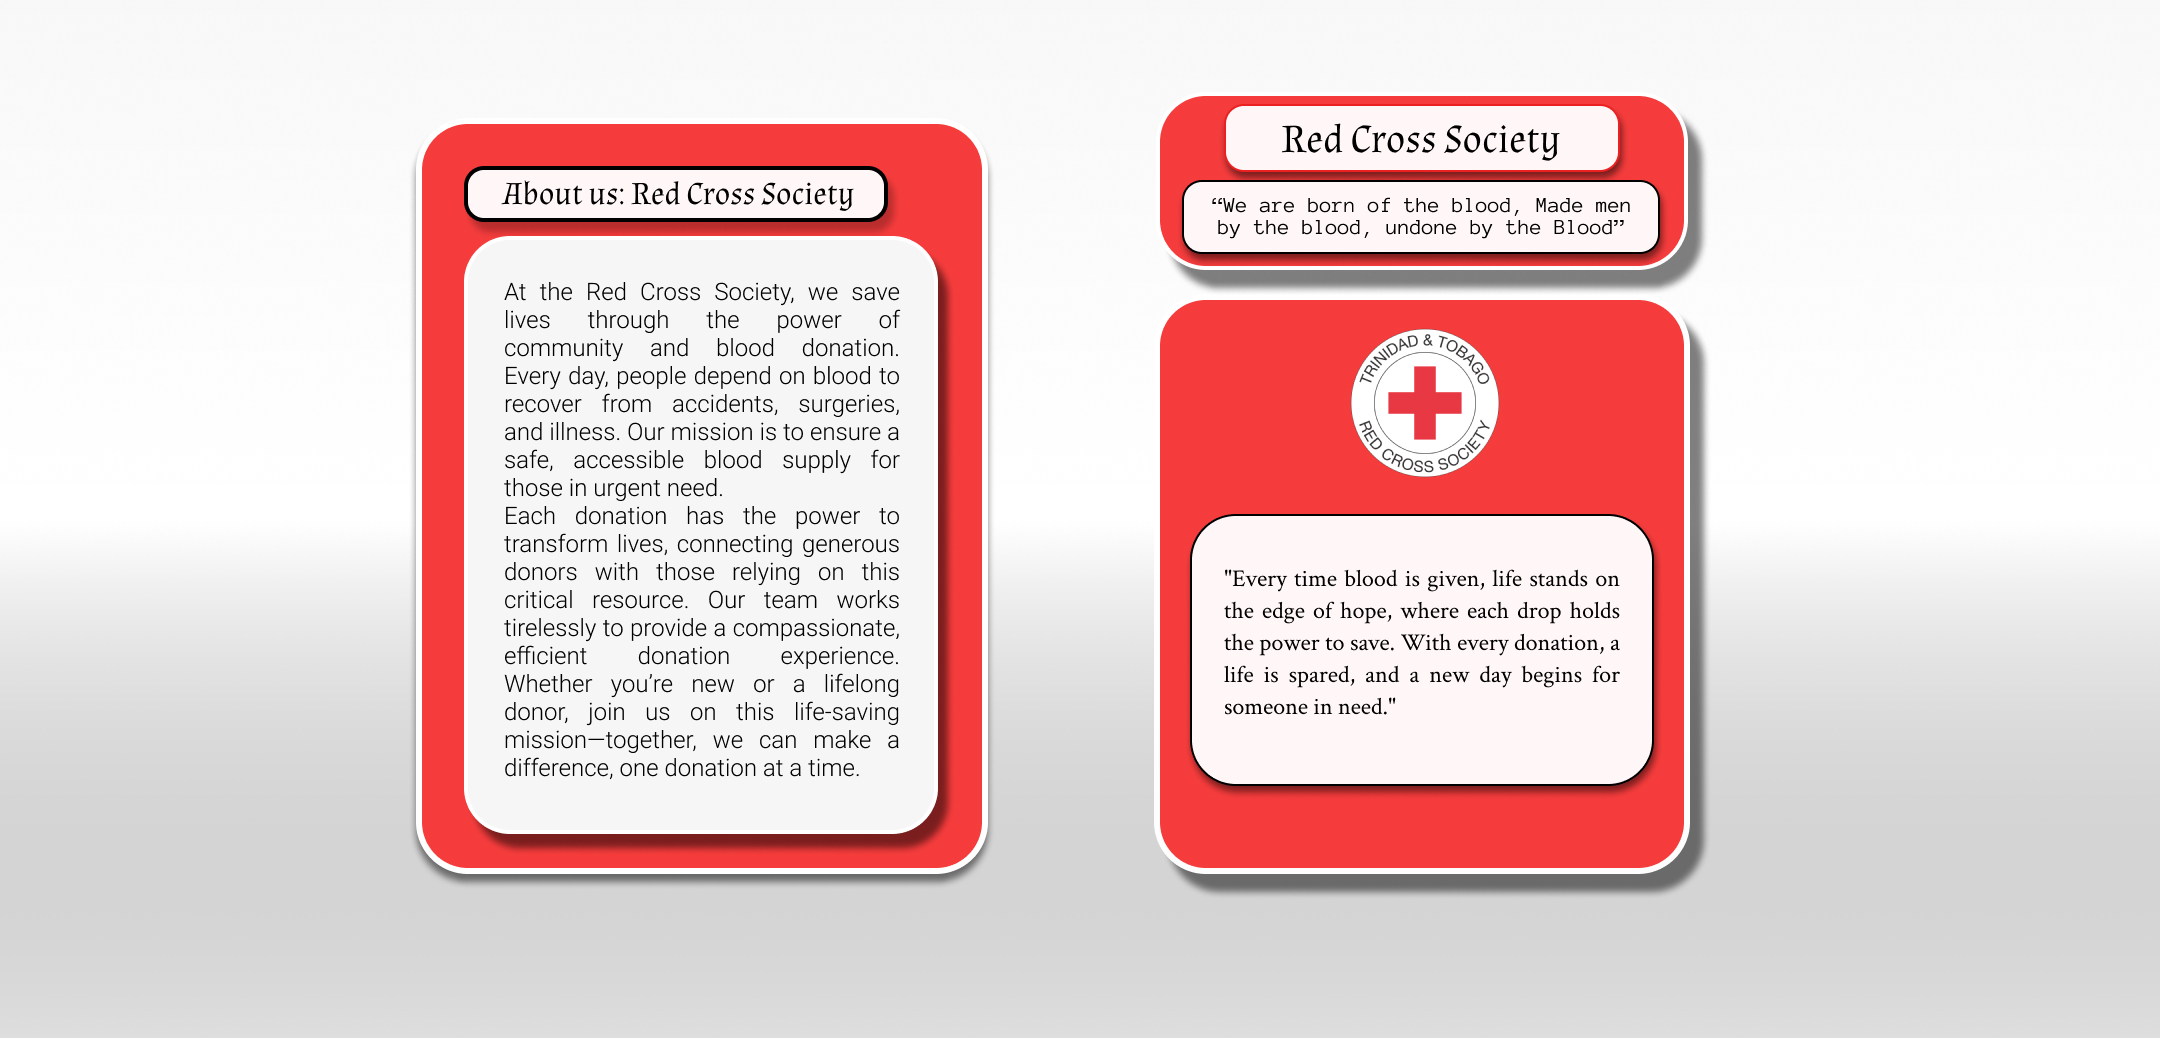 About us: Red Cross Society
At the Red Cross Society, we save
lives through the power of
community and blood donation.
Every day, people depend on blood to
recover from accidents, surgeries,
and illness. Our mission is to ensure a
safe, accessible blood supply for
those in urgent need.
Each donation has the power to
transform lives, connecting generous
donors with those relying on this
critical resource. Our team works
tirelessly to provide a compassionate,
efficient donation experience.
Whether you’re new or a lifelong
donor, join us on this life-saving
mission—together, we can make a
difference, one donation at a time.
Red Cross Society
“We are born of the blood, Made men
by the blood, undone by the Blood”
TRINIDAD & TOBAGO
RED CROSS SOCIETY
"Every time blood is given, life stands on
the edge of hope, where each drop holds
the power to save. With every donation, a
life is spared, and a new day begins for
someone in need."